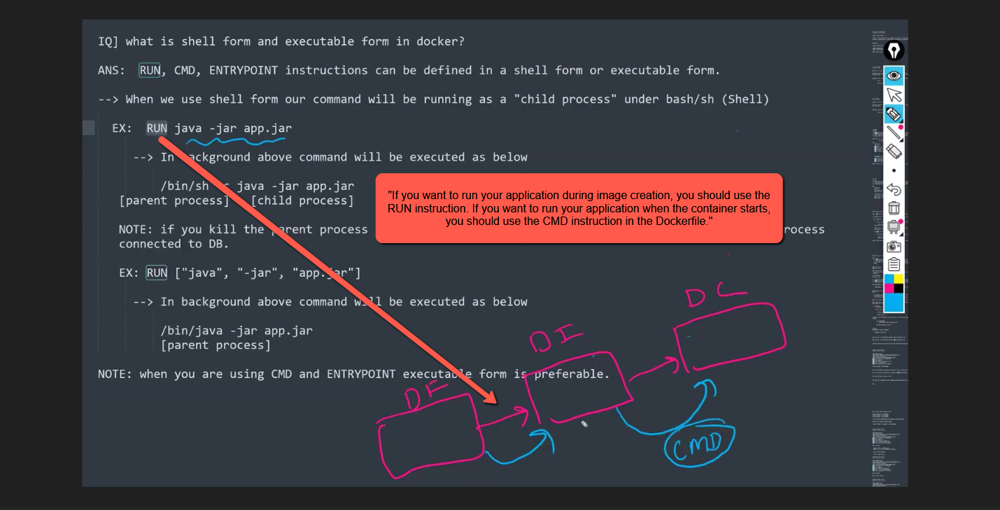 IQ] what is shell form and executable form in docker?
ANS: RUN, CMD, ENTRYPOINT instructions can be defined in a shell form or executable form.
--> When we use shell form our command will be running as a "child process" under bash/sh (Shell)
EX: RUN java -jar app.jar
--> In background above command will be executed as below
/bin/sh -c java -jar app.jar
[parent process] [child process]
"If you want to run your application during image creation, you should use the
RUN instruction. If you want to run your application when the container starts,
you should use the CMD instruction in the Dockerfile."
NOTE: if you kill the parent process
connected to DB.
EX: RUN ["java", "-jar", "app.jar"]
--> In background above command will be executed as below
/bin/java -jar app.jar
[parent process]
NOTE: when you are using CMD and ENTRYPOINT executable form is preferable.
DC
DI
DF
CMD